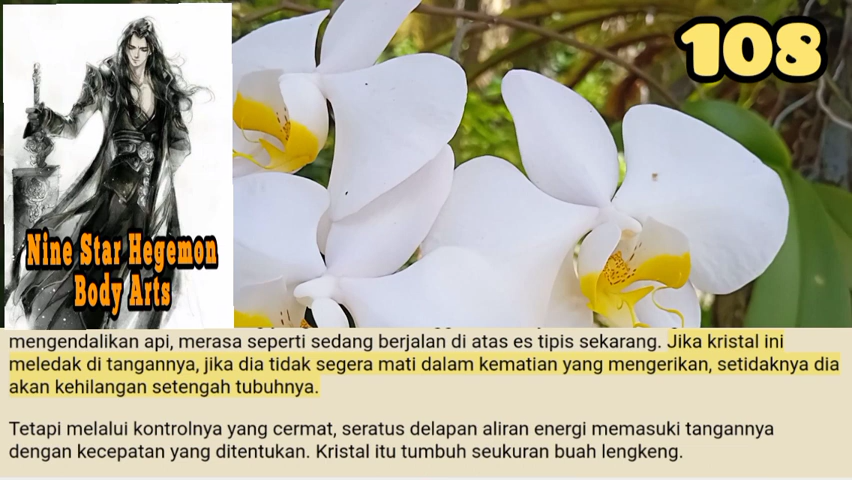 108
Nine Star Hegemon
Body Arts
mengendalikan api, merasa seperti sedang berjalan di atas es tipis sekarang. Jika kristal ini
meledak di tangannya, jika dia tidak segera mati dalam kematian yang mengerikan, setidaknya dia
akan kehilangan setengah tubuhnya.
Tetapi melalui kontrolnya yang cermat, seratus delapan aliran energi memasuki tangannya
dengan kecepatan yang ditentukan. Kristal itu tumbuh seukuran buah lengkeng.